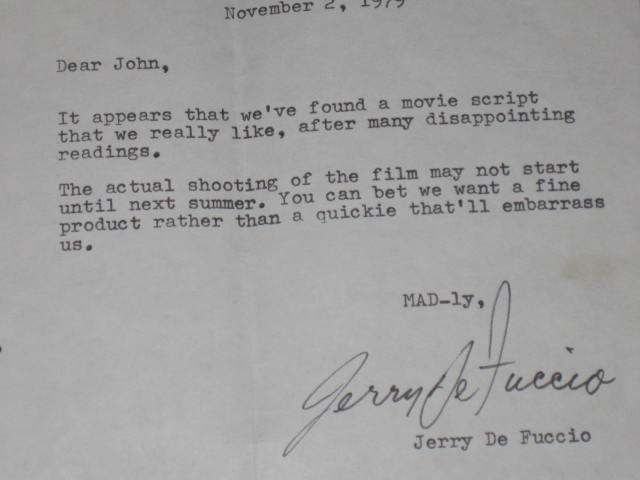 November 2, 1979
Dear John,
It appears that we've found a movie script
that we really like, after many disappointing
readings.
The actual shooting of the film may not start
until next summer. You can bet we want a fine
product rather than a quickie that'll embarrass
us.
MAD-ly,
Jerry De Fuccio
Jerry De Fuccio